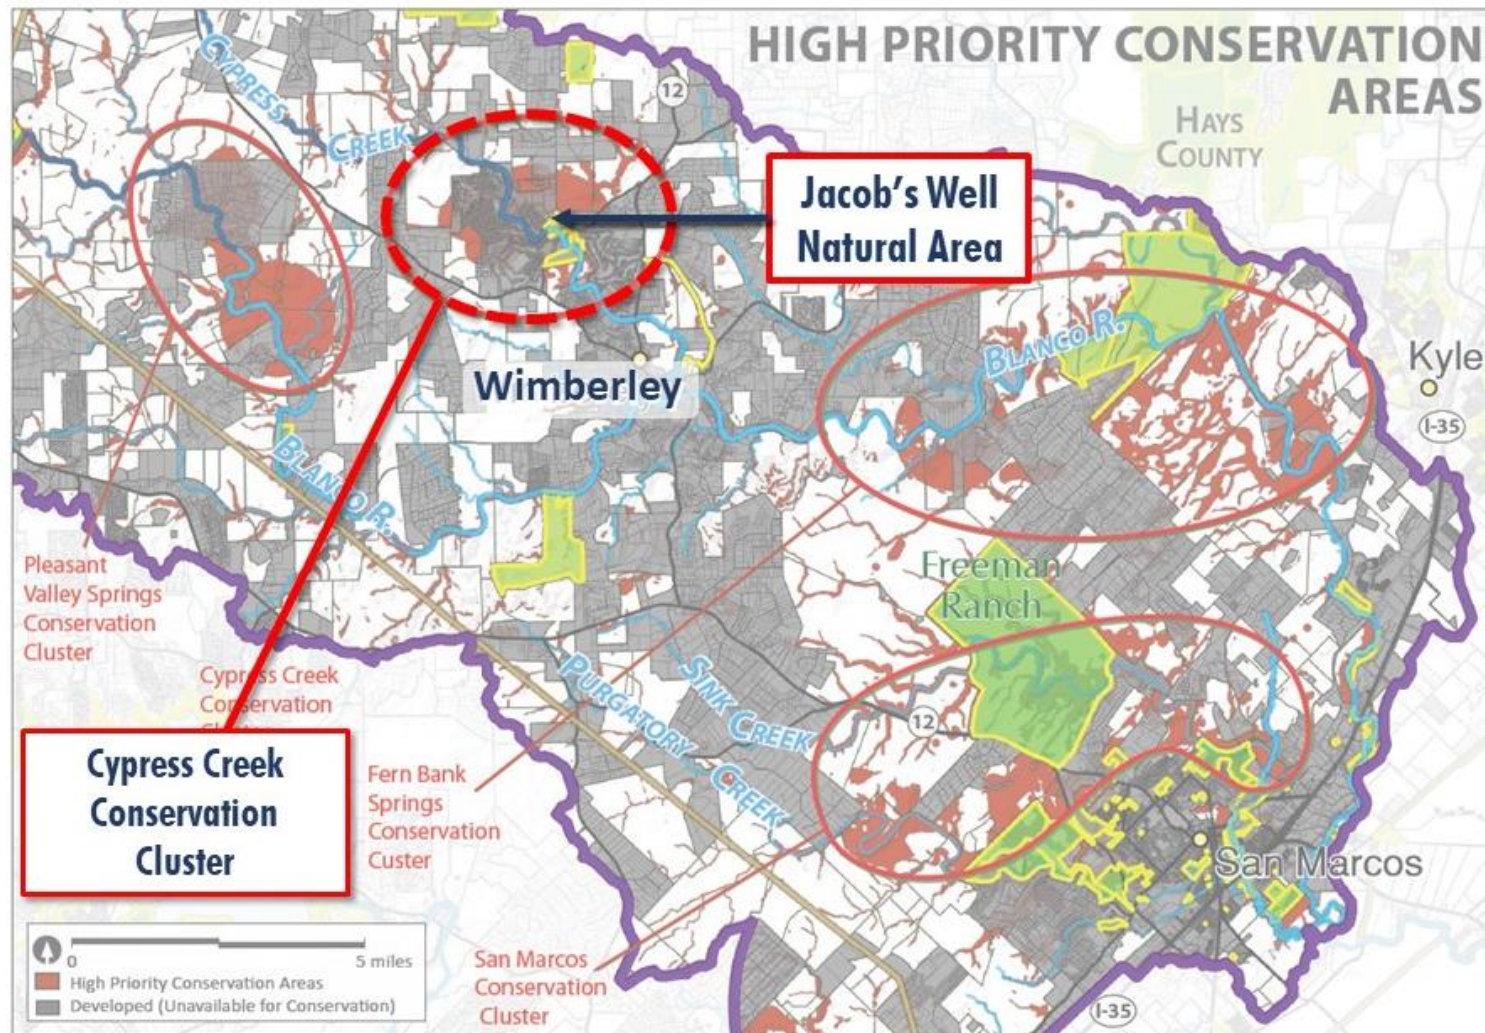 HIGH PRIORITY CONSERVATION
AREAS
HAYS
COUNTY
CYPRESS
CREEK
12
Jacob's Well
Natural Area
BLANCO R.
Kyle
I-35
Wimberley
BLANCO R.
Pleasant
Valley Springs
Conservation
Cluster
Freeman
Ranch
Cypress Creek
Conservation
SINK CREEK
PURGATORY CREEK
12
Cypress Creek
Conservation
Cluster
Fern Bank
Springs
Conservation
Custer
San Marcos
San Marcos
Conservation
Cluster
I-35
0
5 miles
High Priority Conservation Areas
Developed (Unavailable for Conservation)